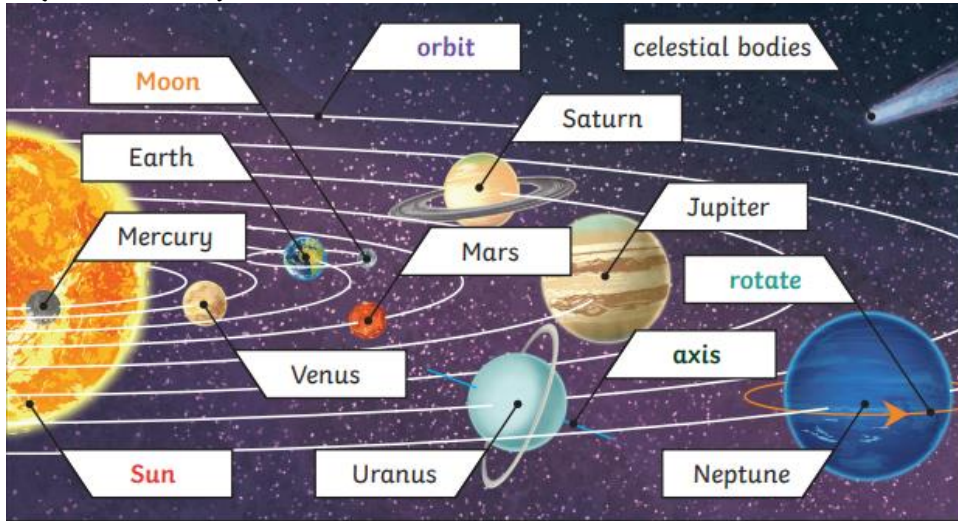 orbit
celestial bodies
Moon
Saturn
Earth
Jupiter
Mercury
Mars
rotate
axis
Venus
Sun
Uranus
Neptune